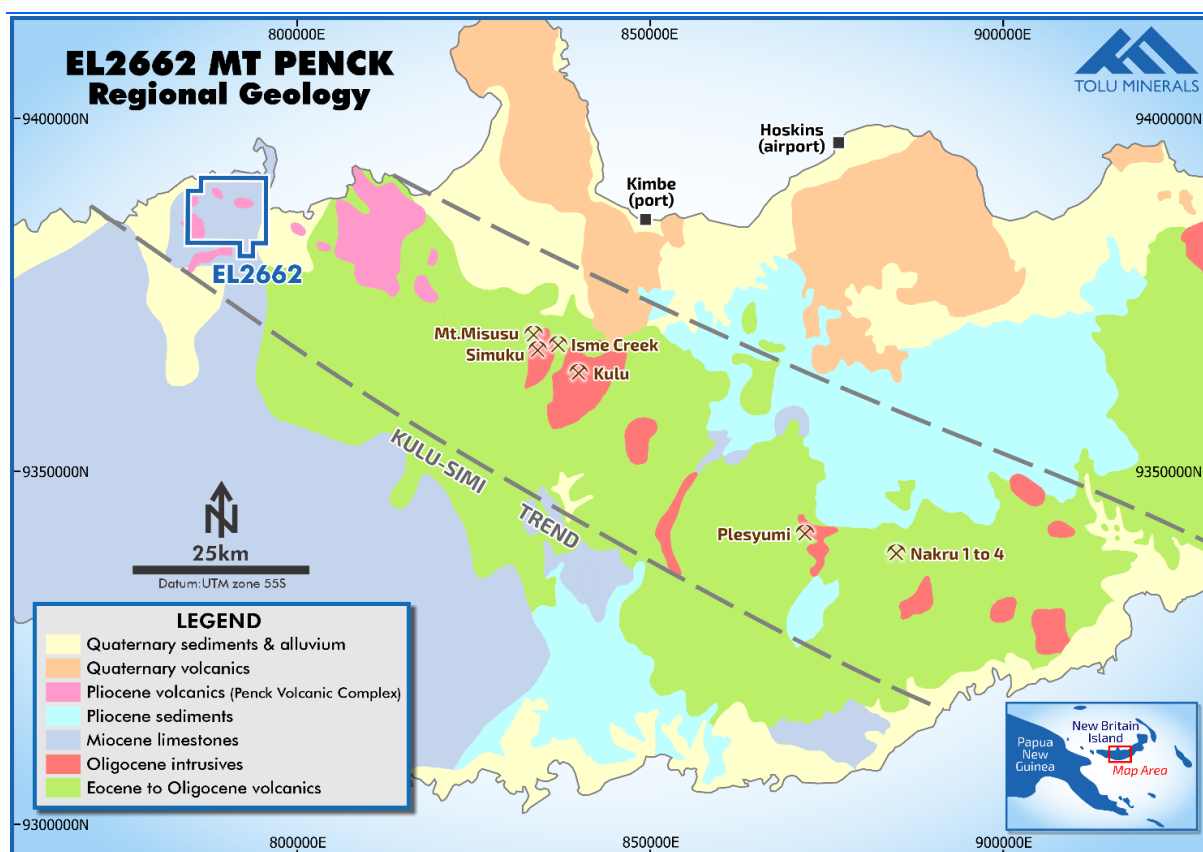 800000E
850000E
900000E
EL2662 MT PENCK
Regional Geology
TOLU MINERALS
9400000N
9400000N
Hoskins
(airport)
Kimbe
(port)
EL2662
Mt.Misusu
Isme Creek
Simuku
Kulu
KULU-SIMI
TREND
9350000N
9350000N
N
25km
Datum:UTM zone 55S
Plesyumi
Nakru 1 to 4
LEGEND
Quaternary sediments & alluvium
Quaternary volcanics
Pliocene volcanics (Penck Volcanic Complex)
Pliocene sediments
Miocene limestones
Oligocene intrusives
Eocene to Oligocene volcanics
New Britain
Island
Papua
New
Guinea
Map Area
9300000N
800000E
850000E
900000E